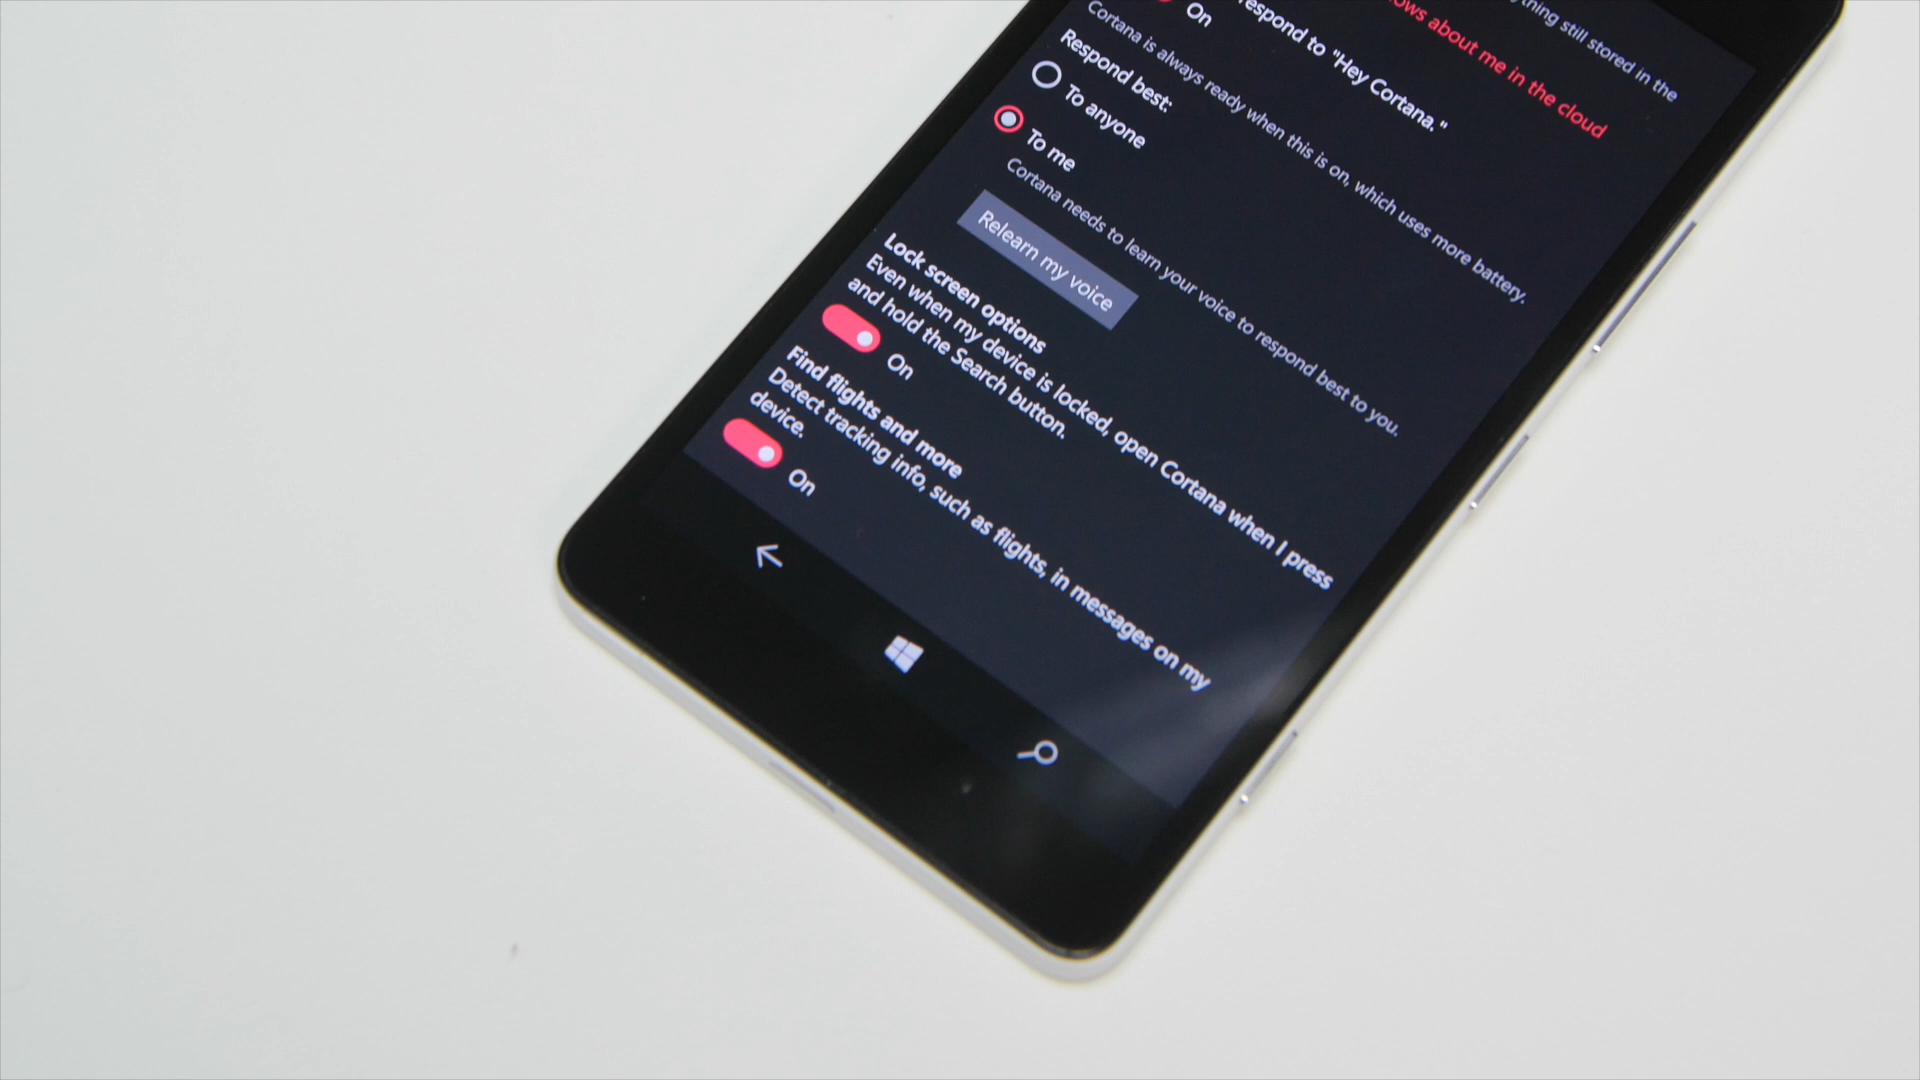 thing still stored in the
ows about me in the cloud
espond to "Hey Cortana."
On
Cortana is always ready when this is on, which uses more battery.
Respond best:
To anyone
To me
Cortana needs to learn your voice to respond best to you.
Relearn my voice
Lock screen options
Even when my device is locked, open Cortana when I press
and hold the Search button.
On
Find flights and more
Detect tracking info, such as flights, in messages on my
device.
On